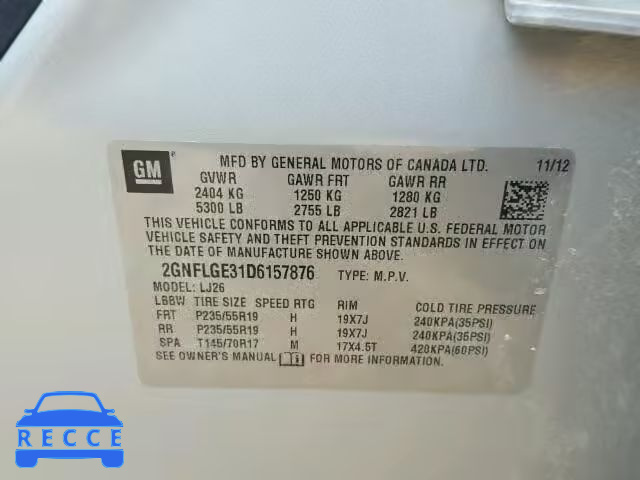 GM
MFD BY GENERAL MOTORS OF CANADA LTD. 11/12
GVWR GAWR FRT GAWR RR
2404 KG 1250 KG 1280 KG
5300 LB 2755 LB 2821 LB
THIS VEHICLE CONFORMS TO ALL APPLICABLE U.S. FEDERAL MOTOR
VEHICLE SAFETY AND THEFT PREVENTION STANDARDS IN EFFECT ON
THE DATE OF MANUFACTURE SHOWN ABOVE.
2GNFLGE31D6157876 TYPE: M.P.V.
MODEL: LJ26
LBBW TIRE SIZE SPEED RTG RIM COLD TIRE PRESSURE
FRT P235/55R19 H 19X7J 240KPA(35PSI)
RR P235/55R19 H 19X7J 240KPA(35PSI)
SPA T145/70R17 M 17X4.5T 420KPA(60PSI)
SEE OWNER'S MANUAL FOR MORE INFORMATION.
RECENT CARS